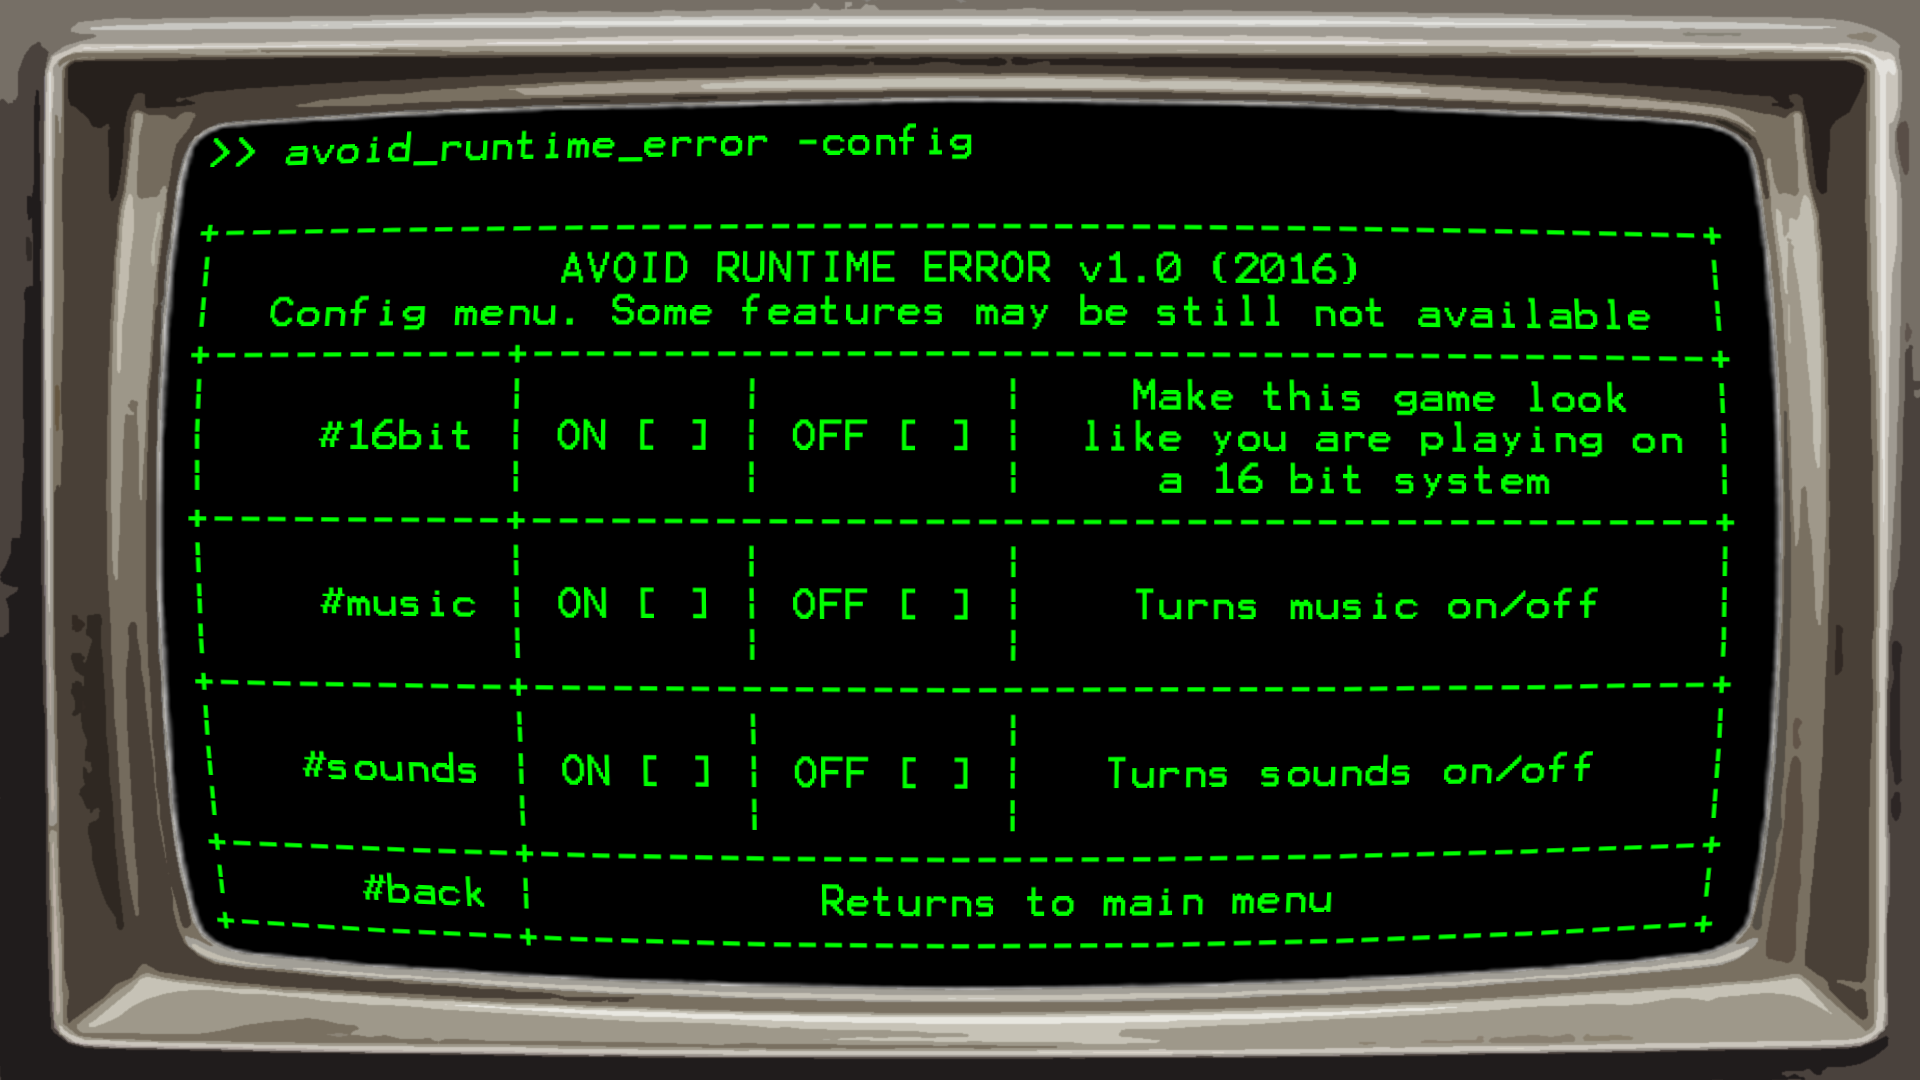 >> avoid_runtime_error -config
AVOID RUNTIME ERROR v1.0 (2016)
Config menu. Some features may be still not available
#16bit ON [ ] OFF [ ] Make this game look
like you are playing on
a 16 bit system
#music ON [ ] OFF [ ] Turns music on/off
#sounds ON [ ] OFF [ ] Turns sounds on/off
#back Returns to main menu